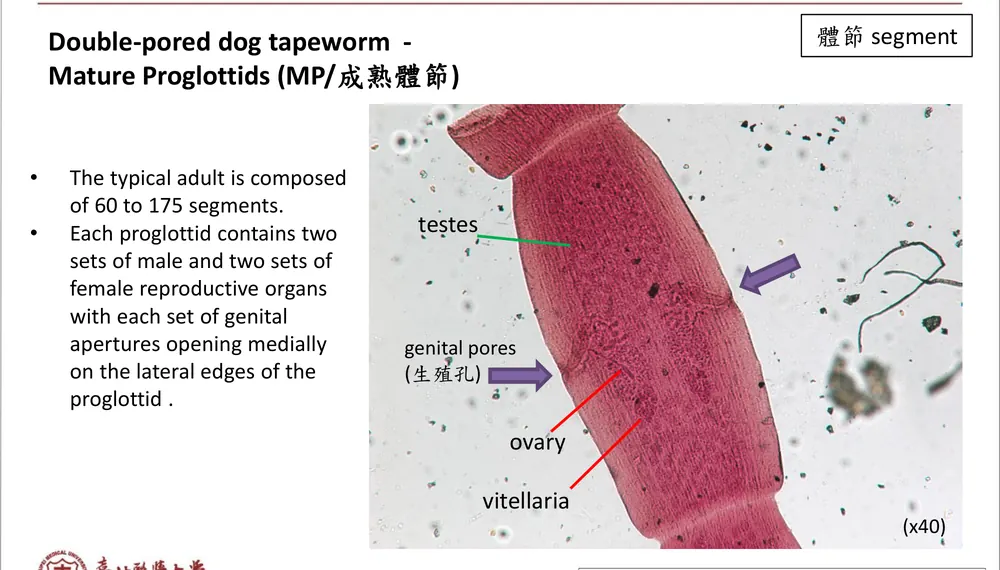 Double-pored dog tapeworm -
Mature Proglottids (MP/成熟體節)
體節 segment
• The typical adult is composed
of 60 to 175 segments.
• Each proglottid contains two
sets of male and two sets of
female reproductive organs
with each set of genital
apertures opening medially
on the lateral edges of the
proglottid .
testes
genital pores
(生殖孔)
ovary
vitellaria
(x40)